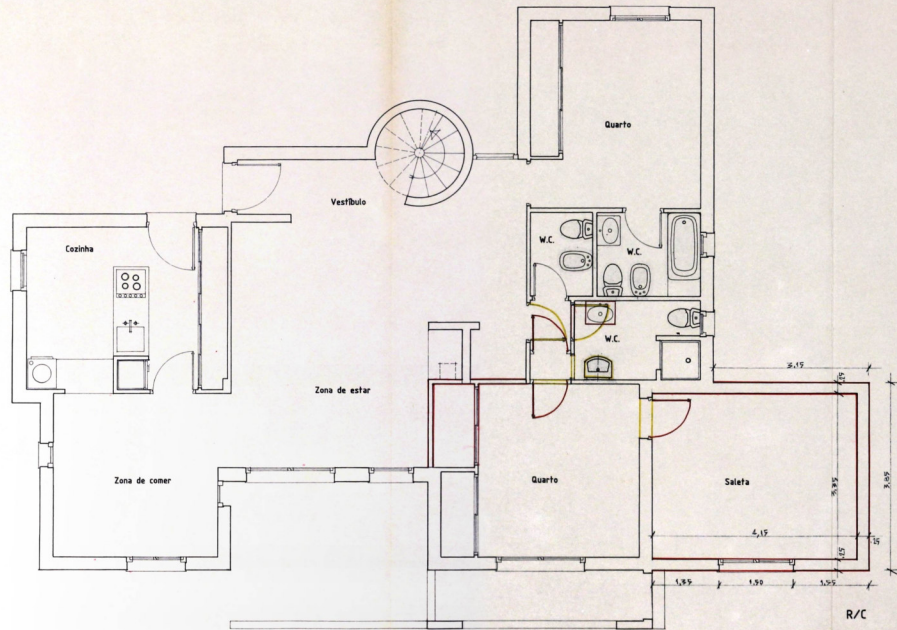 Quarto
Vestíbulo
Cozinha
W.C.
W.C.
W.C.
3,15
Zona de estar
Zona de comer
Quarto
Saleta
3,35
3,85
4,15
1,35
1,50
1,55
R/C